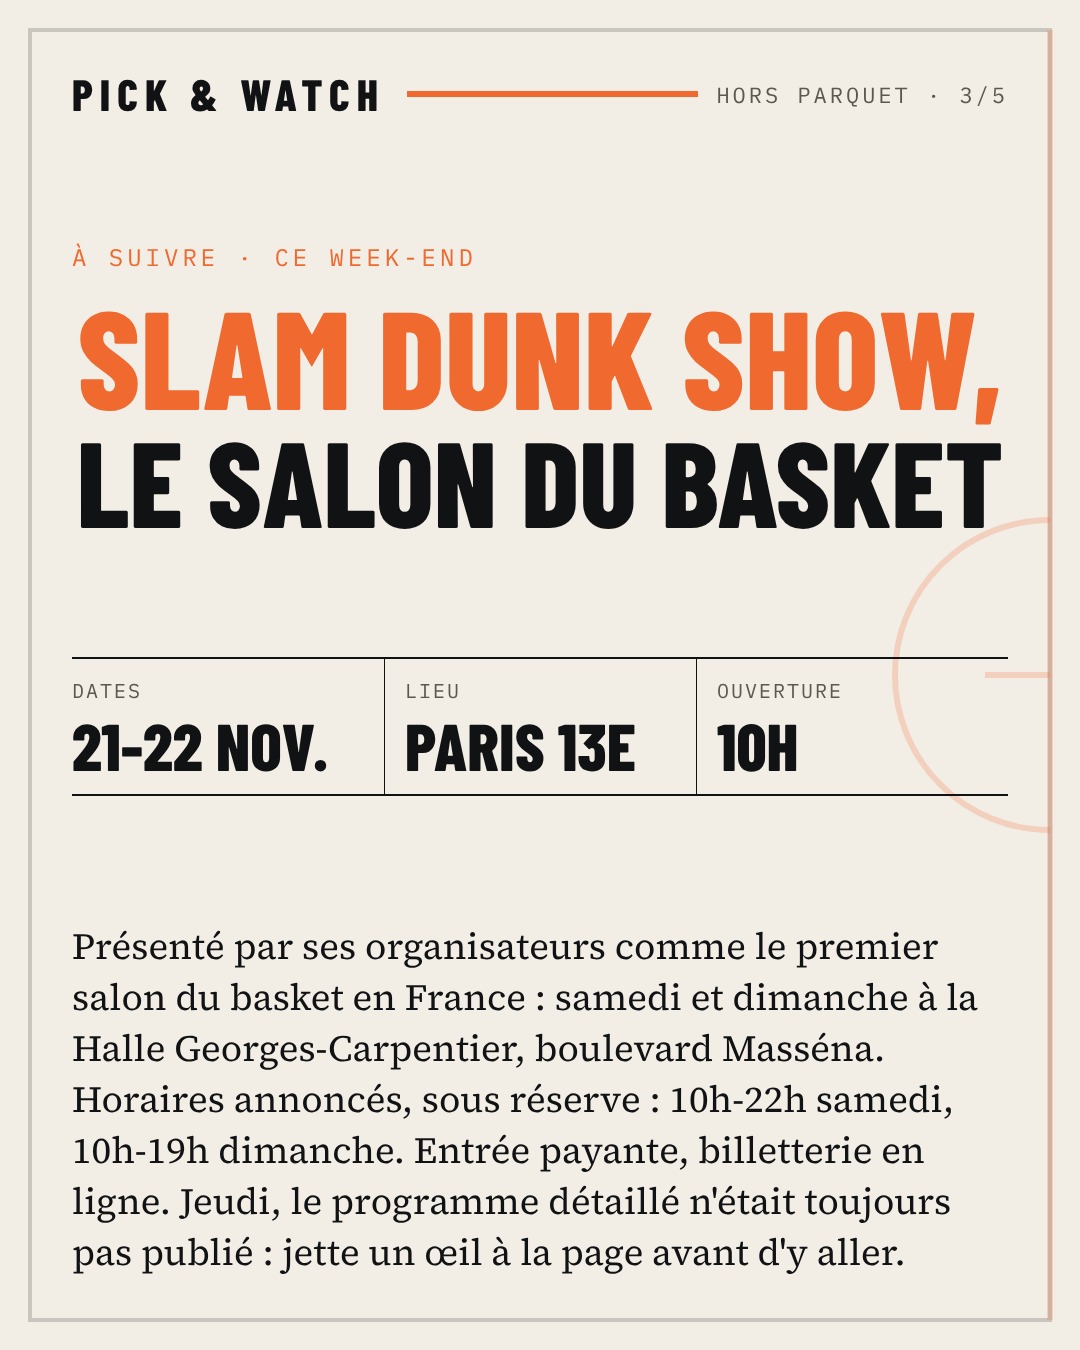 PICK & WATCH
HORS PARQUET · 3/5
À SUIVRE · CE WEEK-END
SLAM DUNK SHOW,
LE SALON DU BASKET
DATES
21-22 NOV.
LIEU
PARIS 13E
OUVERTURE
10H
Présenté par ses organisateurs comme le premier
salon du basket en France : samedi et dimanche à la
Halle Georges-Carpentier, boulevard Masséna.
Horaires annoncés, sous réserve : 10h-22h samedi,
10h-19h dimanche. Entrée payante, billetterie en
ligne. Jeudi, le programme détaillé n'était toujours
pas publié : jette un œil à la page avant d'y aller.